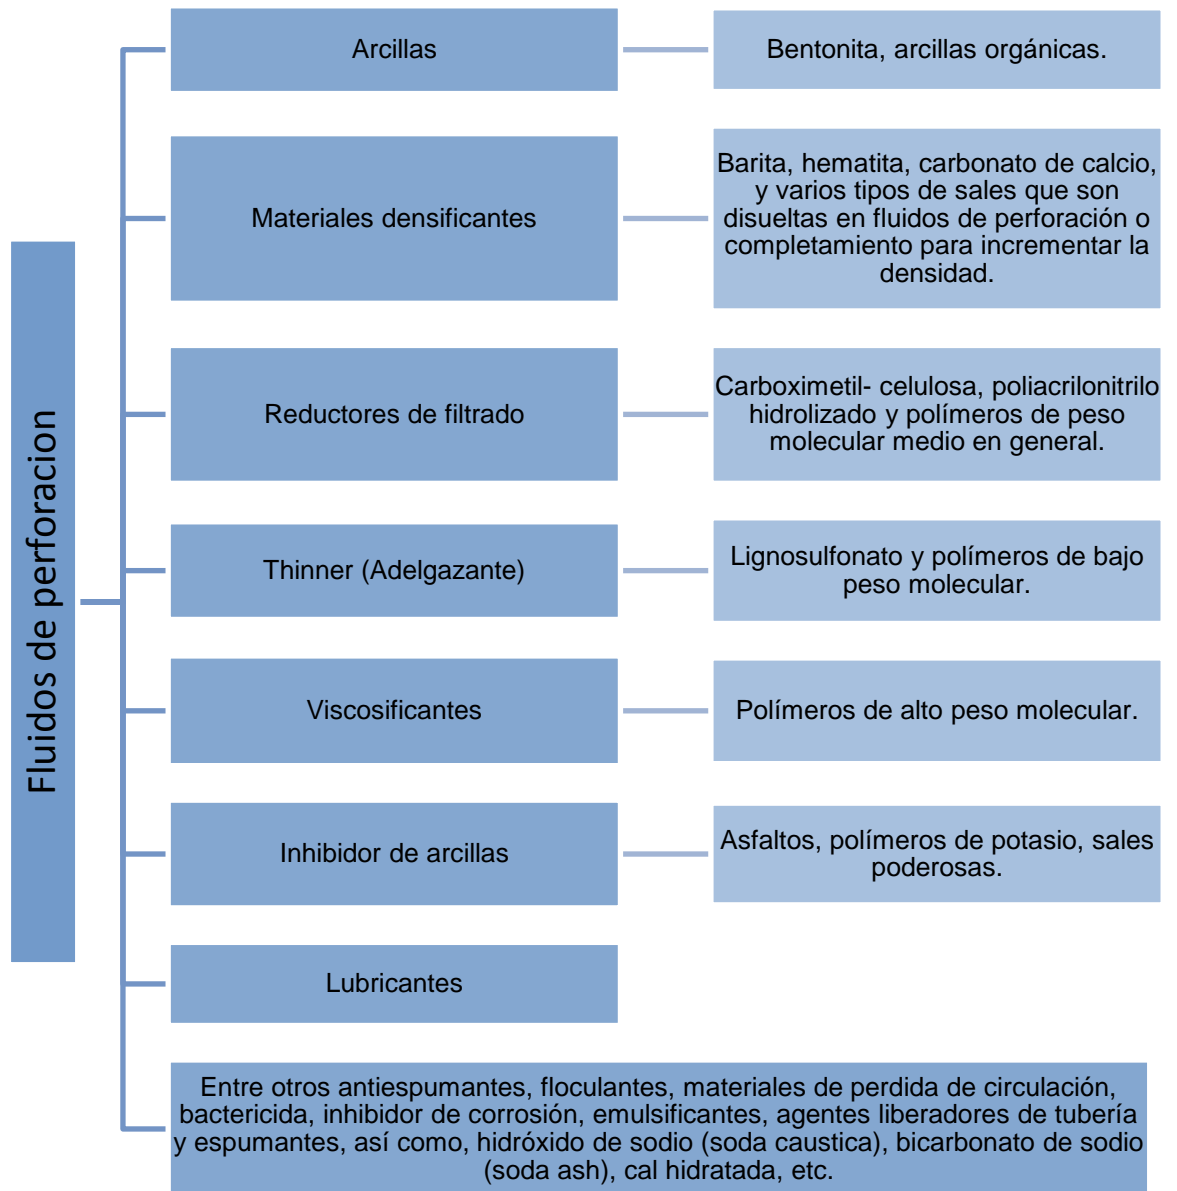 Fluidos de perforacion
Arcillas
Bentonita, arcillas orgánicas.
Materiales densificantes
Barita, hematita, carbonato de calcio,
y varios tipos de sales que son
disueltas en fluidos de perforación o
completamiento para incrementar la
densidad.
Reductores de filtrado
Carboximetil- celulosa, poliacrilonitrilo
hidrolizado y polímeros de peso
molecular medio en general.
Thinner (Adelgazante)
Lignosulfonato y polímeros de bajo
peso molecular.
Viscosificantes
Polímeros de alto peso molecular.
Inhibidor de arcillas
Asfaltos, polímeros de potasio, sales
poderosas.
Lubricantes
Entre otros antiespumantes, floculantes, materiales de perdida de circulación,
bactericida, inhibidor de corrosión, emulsificantes, agentes liberadores de tubería
y espumantes, así como, hidróxido de sodio (soda caustica), bicarbonato de sodio
(soda ash), cal hidratada, etc.